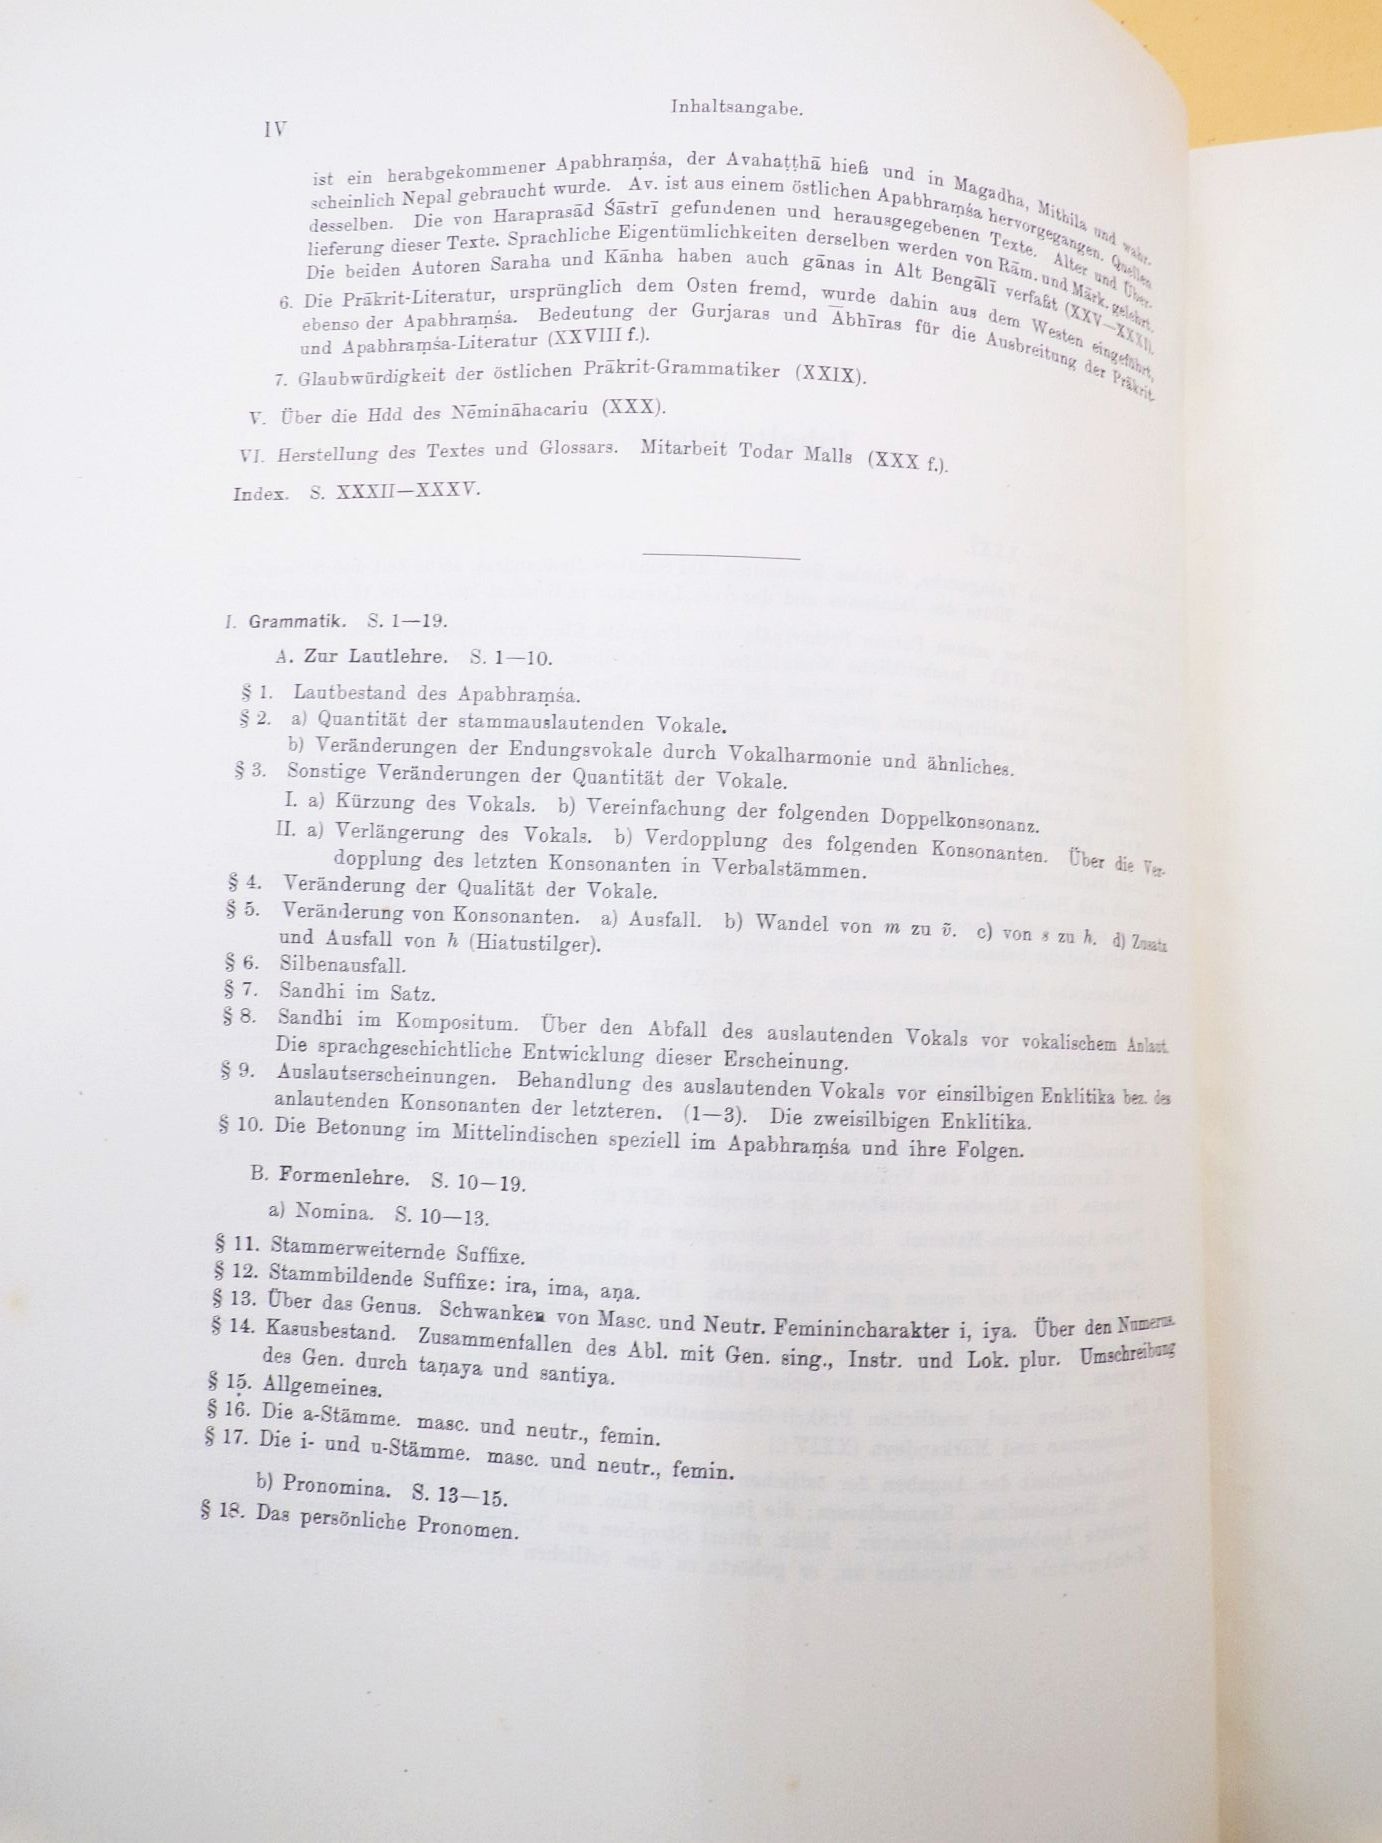 IV
Inhaltsangabe.
ist ein herabgekommener Apabhraṃśa, der Avahaṭṭhā hieß und in Magadha, Mithila und wahr-
scheinlich Nepal gebraucht wurde. Av. ist aus einem östlichen Apabhraṃśa hervorgegangen. Quellen
desselben. Die von Haraprasād Śāstrī gefundenen und herausgegebenen Texte. Alter und Über-
lieferung dieser Texte. Sprachliche Eigentümlichkeiten derselben werden von Rām. und Märk. gelehrt.
Die beiden Autoren Saraha und Kānha haben auch gānas in Alt Bengālī verfaßt (XXV—XXXI).
6. Die Prākrit-Literatur, ursprünglich dem Osten fremd, wurde dahin aus dem Westen eingeführt,
ebenso der Apabhraṃśa. Bedeutung der Gurjaras und Ābhīras für die Ausbreitung der Prākrit-
und Apabhraṃśa-Literatur (XXVIII f.).
7. Glaubwürdigkeit der östlichen Prākrit-Grammatiker (XXIX).
V. Über die Hdd des Nēmināhacariu (XXX).
VI. Herstellung des Textes und Glossars. Mitarbeit Todar Malls (XXX f.).
Index. S. XXXII—XXXV.
I. Grammatik. S. 1—19.
A. Zur Lautlehre. S. 1—10.
§ 1. Lautbestand des Apabhraṃśa.
§ 2. a) Quantität der stammauslautenden Vokale.
b) Veränderungen der Endungsvokale durch Vokalharmonie und ähnliches.
§ 3. Sonstige Veränderungen der Quantität der Vokale.
I. a) Kürzung des Vokals. b) Vereinfachung der folgenden Doppelkonsonanz.
II. a) Verlängerung des Vokals. b) Verdopplung des folgenden Konsonanten. Über die Ver-
dopplung des letzten Konsonanten in Verbalstämmen.
§ 4. Veränderung der Qualität der Vokale.
§ 5. Veränderung von Konsonanten. a) Ausfall. b) Wandel von m zu ṽ. c) von s zu h. d) Zusatz
und Ausfall von h (Hiatustilger).
§ 6. Silbenausfall.
§ 7. Sandhi im Satz.
§ 8. Sandhi im Kompositum. Über den Abfall des auslautenden Vokals vor vokalischem Anlaut.
Die sprachgeschichtliche Entwicklung dieser Erscheinung.
§ 9. Auslautserscheinungen. Behandlung des auslautenden Vokals vor einsilbigen Enklitika bez. des
anlautenden Konsonanten der letzteren. (1—3). Die zweisilbigen Enklitika.
§ 10. Die Betonung im Mittelindischen speziell im Apabhraṃśa und ihre Folgen.
B. Formenlehre. S. 10—19.
a) Nomina. S. 10—13.
§ 11. Stammerweiternde Suffixe.
§ 12. Stammbildende Suffixe: ira, ima, aṇa.
§ 13. Über das Genus. Schwanken von Masc. und Neutr. Feminincharakter i, iya. Über den Numerus.
§ 14. Kasusbestand. Zusammenfallen des Abl. mit Gen. sing., Instr. und Lok. plur. Umschreibung
des Gen. durch taṇaya und santiya.
§ 15. Allgemeines.
§ 16. Die a-Stämme. masc. und neutr., femin.
§ 17. Die i- und u-Stämme. masc. und neutr., femin.
b) Pronomina. S. 13—15.
§ 18. Das persönliche Pronomen.